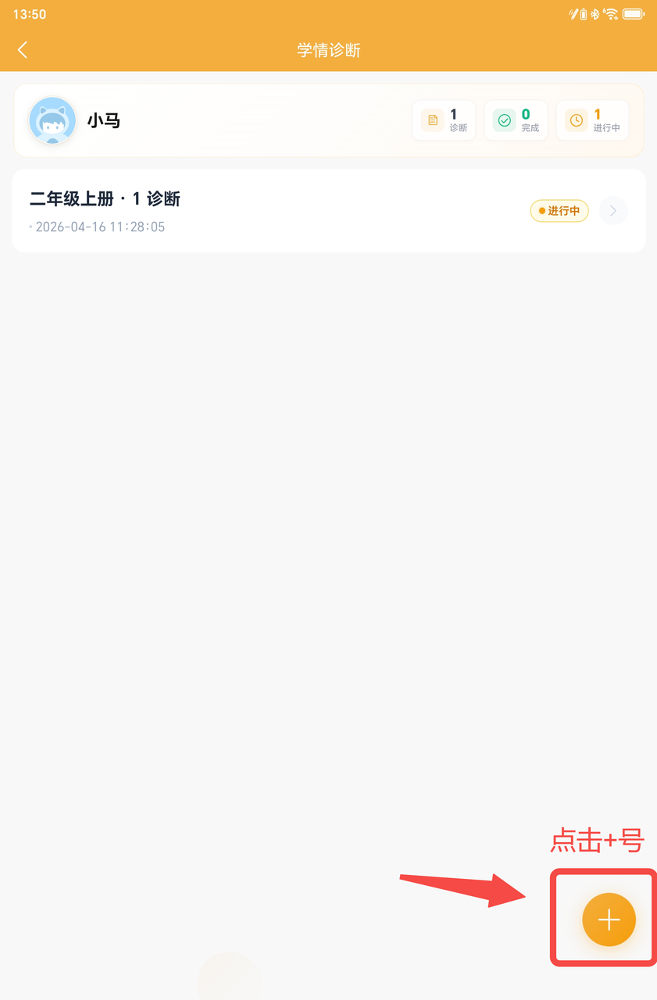 13:50
学情诊断
小马
1
诊断
0
完成
1
进行中
二年级上册 · 1 诊断
2026-04-16 11:28:05
进行中
点击+号